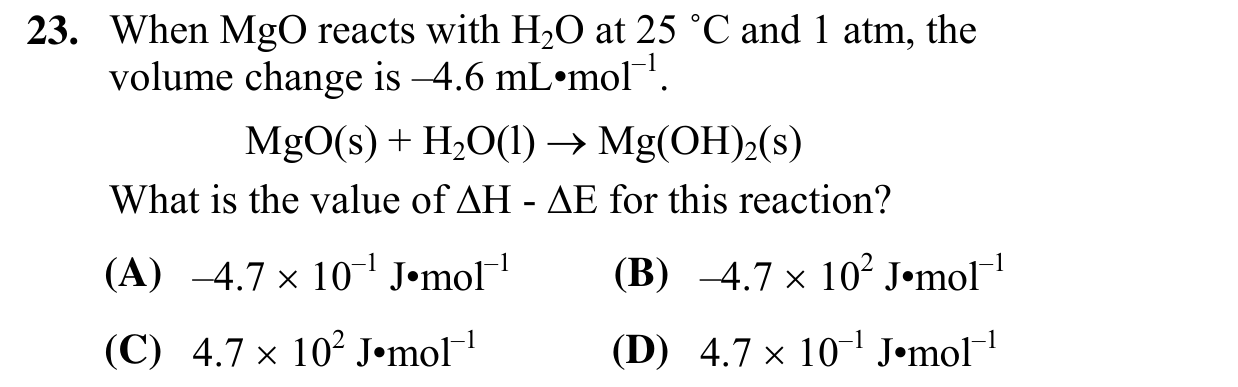 23. When MgO reacts with H₂O at 25 ˚C and 1 atm, the
volume change is –4.6 mL•mol⁻¹.
MgO(s) + H₂O(l) → Mg(OH)₂(s)
What is the value of ΔH - ΔE for this reaction?
(A) –4.7 × 10⁻¹ J•mol⁻¹ (B) –4.7 × 10² J•mol⁻¹
(C) 4.7 × 10² J•mol⁻¹ (D) 4.7 × 10⁻¹ J•mol⁻¹